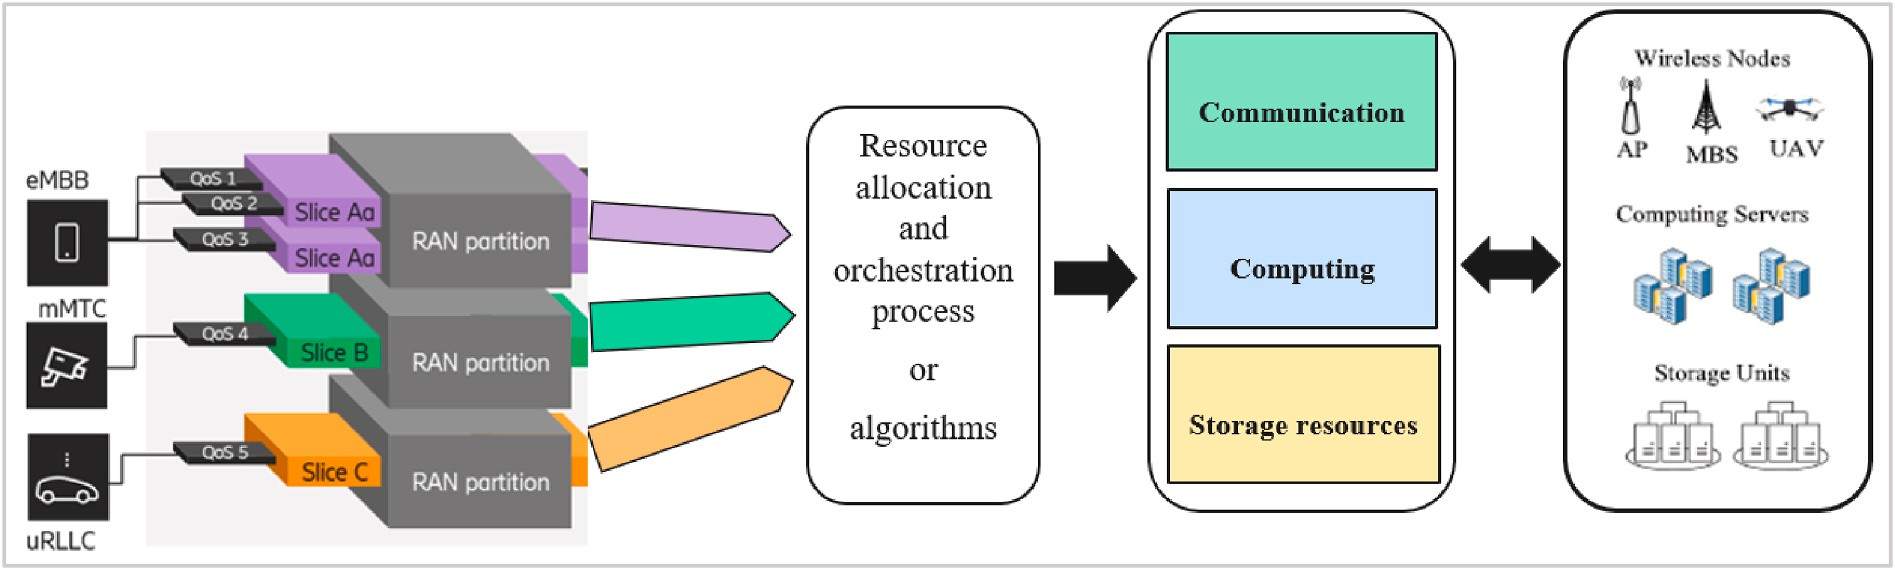 eMBB
QoS 1
QoS 2
QoS 3
Slice Aa
Slice Aa
RAN partition
mMTC
QoS 4
Slice B
RAN partition
QoS 5
Slice C
RAN partition
uRLLC
Resource
allocation
and
orchestration
process
or
algorithms
Communication
Computing
Storage resources
Wireless Nodes
AP
MBS
UAV
Computing Servers
Storage Units